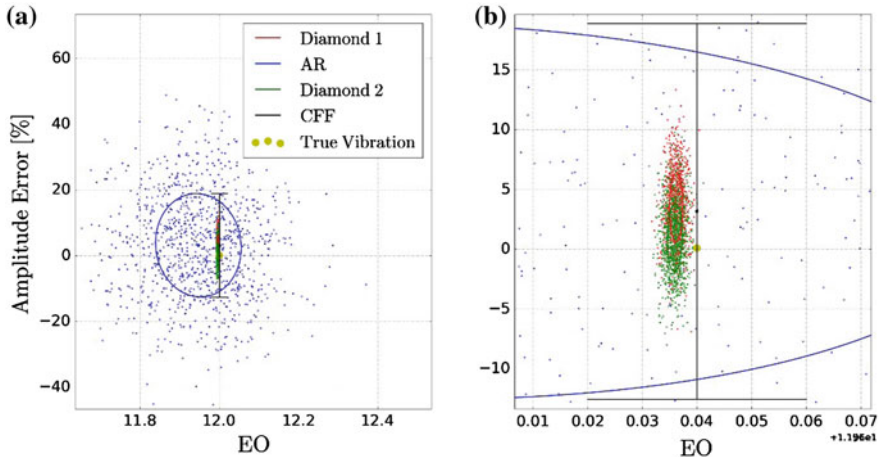 (a)
(b)
Amplitude Error [%]
60
40
20
0
−20
−40
11.8
12.0
12.2
12.4
EO
Diamond 1
AR
Diamond 2
CFF
True Vibration
15
10
5
0
−5
−10
0.01
0.02
0.03
0.04
0.05
0.06
0.07
EO